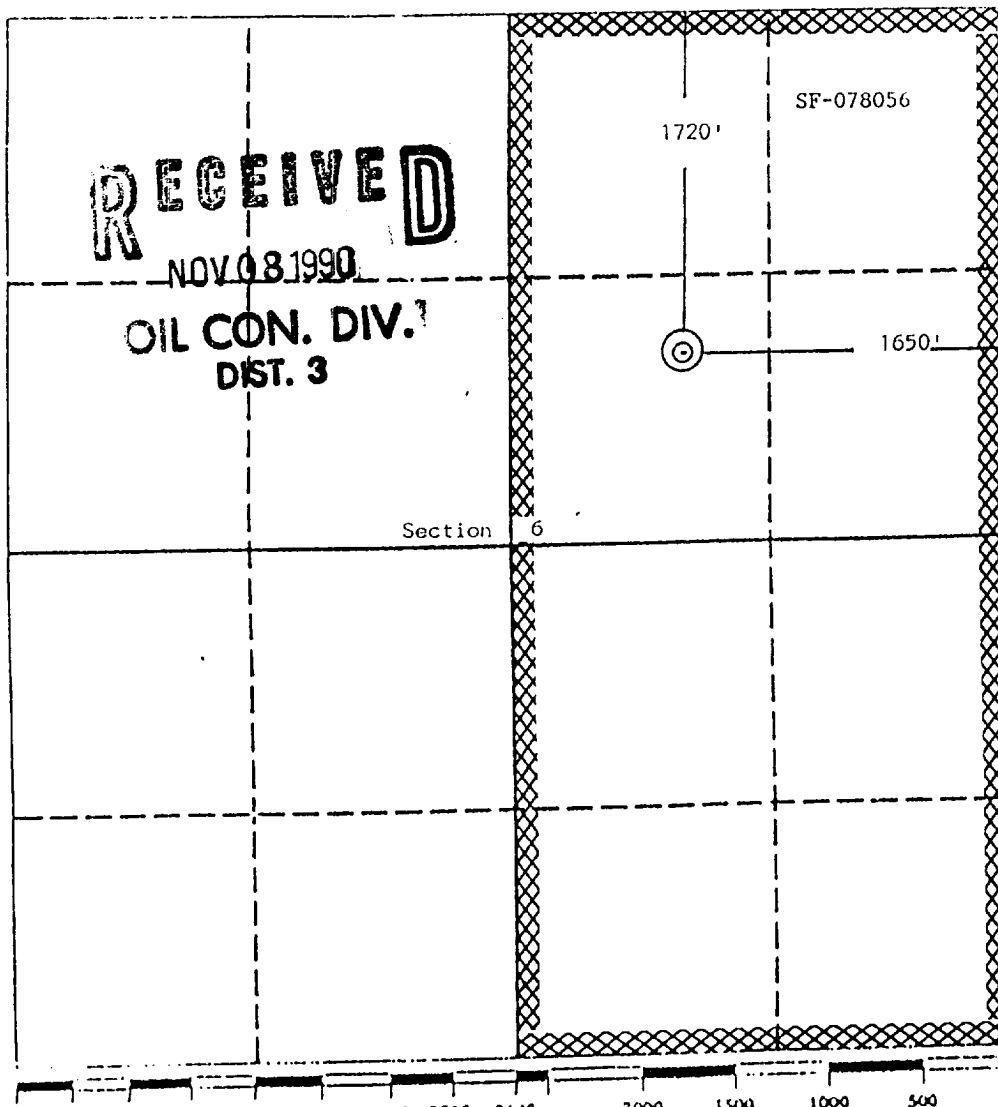 SF-078056
1720'
RECEIVED
NOV 08 1990
OIL CON. DIV.
DIST. 3
1650'
Section 6
2000 1500 1000 500